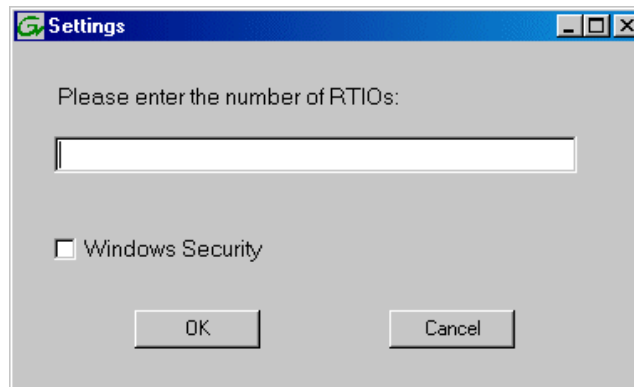 Settings
Please enter the number of RTIOs:
Windows Security
OK Cancel